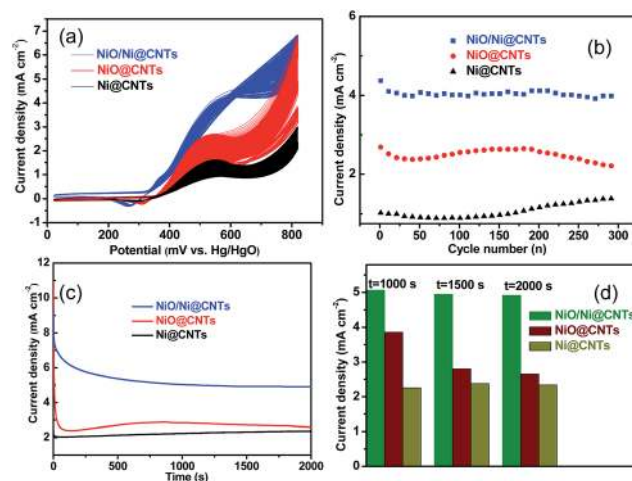 (a)
NiO/Ni@CNTs
NiO@CNTs
Ni@CNTs
Current density (mA cm⁻²)
7
6
5
4
3
2
1
0
-1
0 200 400 600 800
Potential (mV vs. Hg/HgO)
(b)
NiO/Ni@CNTs
NiO@CNTs
Ni@CNTs
Current density (mA cm⁻²)
6
4
2
0 50 100 150 200 250 300
Cycle number (n)
(c)
NiO/Ni@CNTs
NiO@CNTs
Ni@CNTs
Current density (mA cm⁻²)
12
10
8
6
4
2
0 500 1000 1500 2000
Time (s)
(d)
t=1000 s t=1500 s t=2000 s
NiO/Ni@CNTs
NiO@CNTs
Ni@CNTs
Current density (mA cm⁻²)
5
4
3
2
1
0